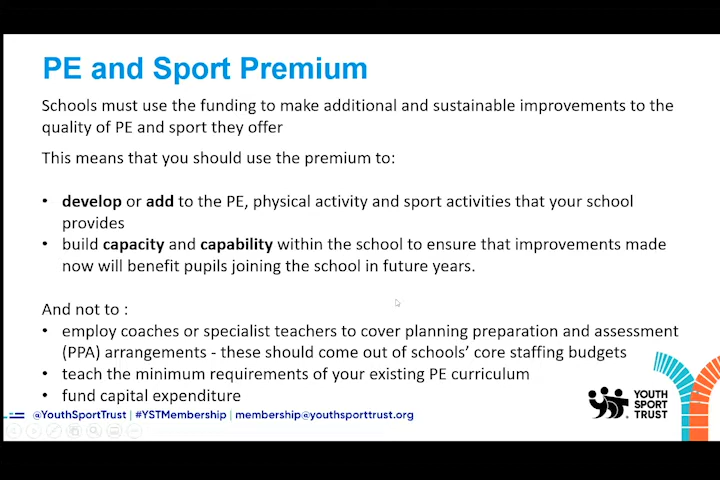 PE and Sport Premium
Schools must use the funding to make additional and sustainable improvements to the
quality of PE and sport they offer
This means that you should use the premium to:
• develop or add to the PE, physical activity and sport activities that your school
provides
• build capacity and capability within the school to ensure that improvements made
now will benefit pupils joining the school in future years.
And not to :
• employ coaches or specialist teachers to cover planning preparation and assessment
(PPA) arrangements - these should come out of schools' core staffing budgets
• teach the minimum requirements of your existing PE curriculum
• fund capital expenditure
@YouthSportTrust | #YSTMembership | membership@youthsporttrust.org
YOUTH
SPORT
TRUST